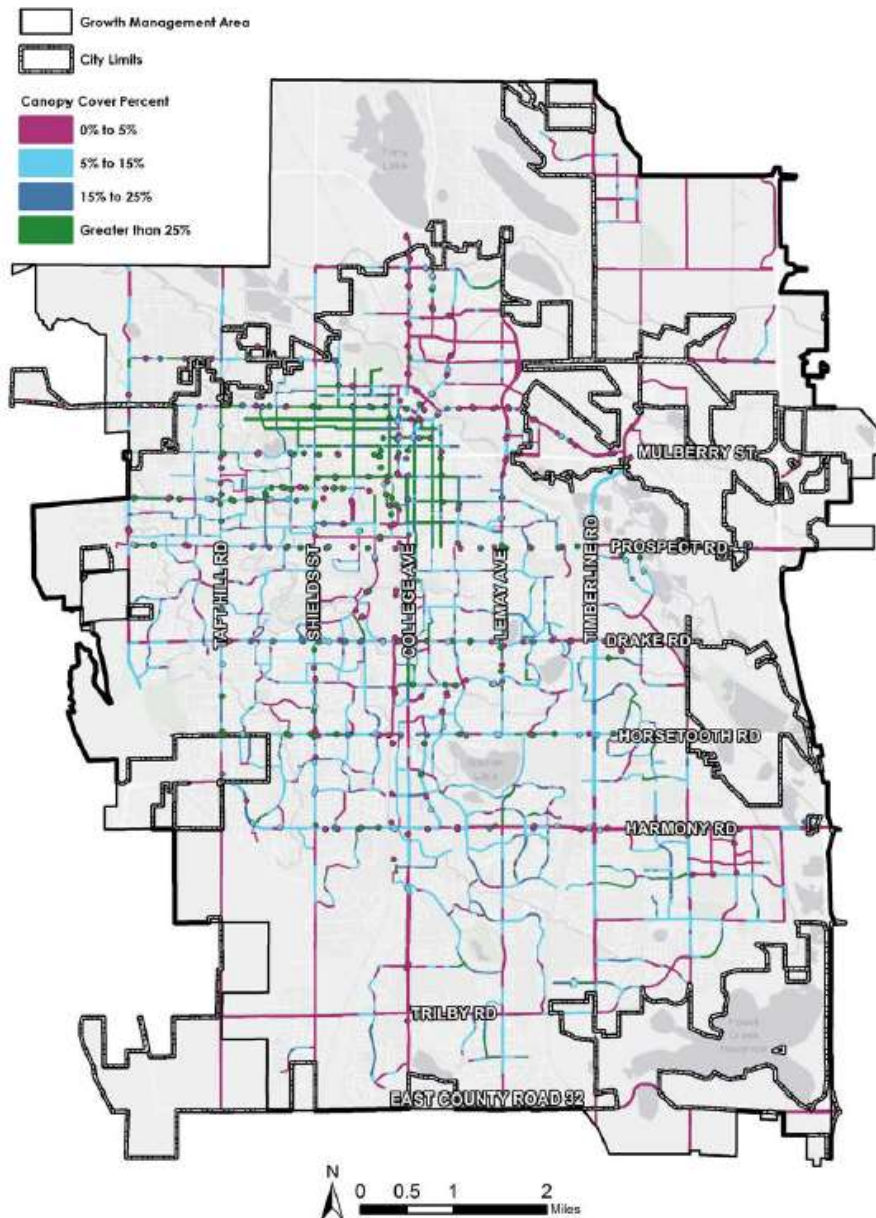 Growth Management Area
City Limits
Canopy Cover Percent
0% to 5%
5% to 15%
15% to 25%
Greater than 25%
MULBERRY ST
PROSPECT RD
TAFT HILL RD
SHIELDS ST
COLLEGE AVE
LEMAY AVE
TIMBERLINE RD
DRAKE RD
HORSETOOTH RD
HARMONY RD
TRILBY RD
EAST COUNTY ROAD 32
N
0 0.5 1 2
Miles